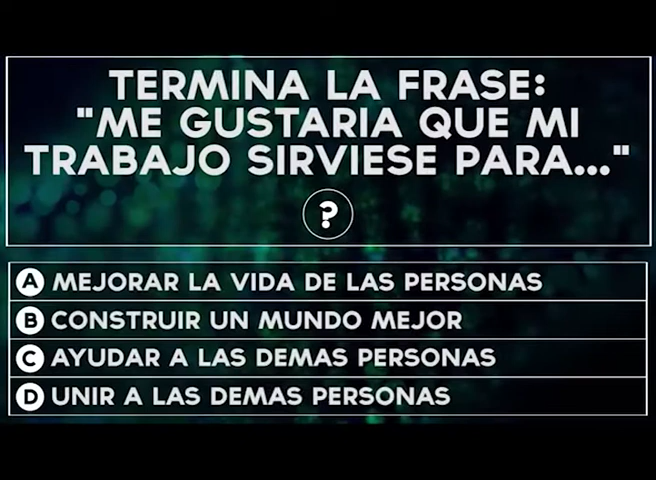 TERMINA LA FRASE:
"ME GUSTARIA QUE MI
TRABAJO SIRVIESE PARA..."
?
A MEJORAR LA VIDA DE LAS PERSONAS
B CONSTRUIR UN MUNDO MEJOR
C AYUDAR A LAS DEMAS PERSONAS
D UNIR A LAS DEMAS PERSONAS